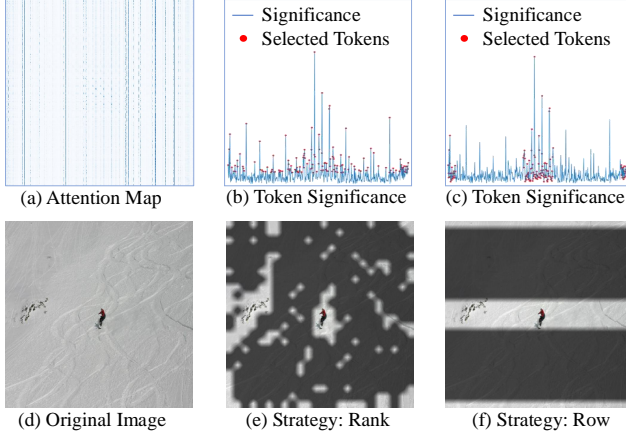 Significance
Selected Tokens
Significance
Selected Tokens
(a) Attention Map
(b) Token Significance
(c) Token Significance
(d) Original Image
(e) Strategy: Rank
(f) Strategy: Row